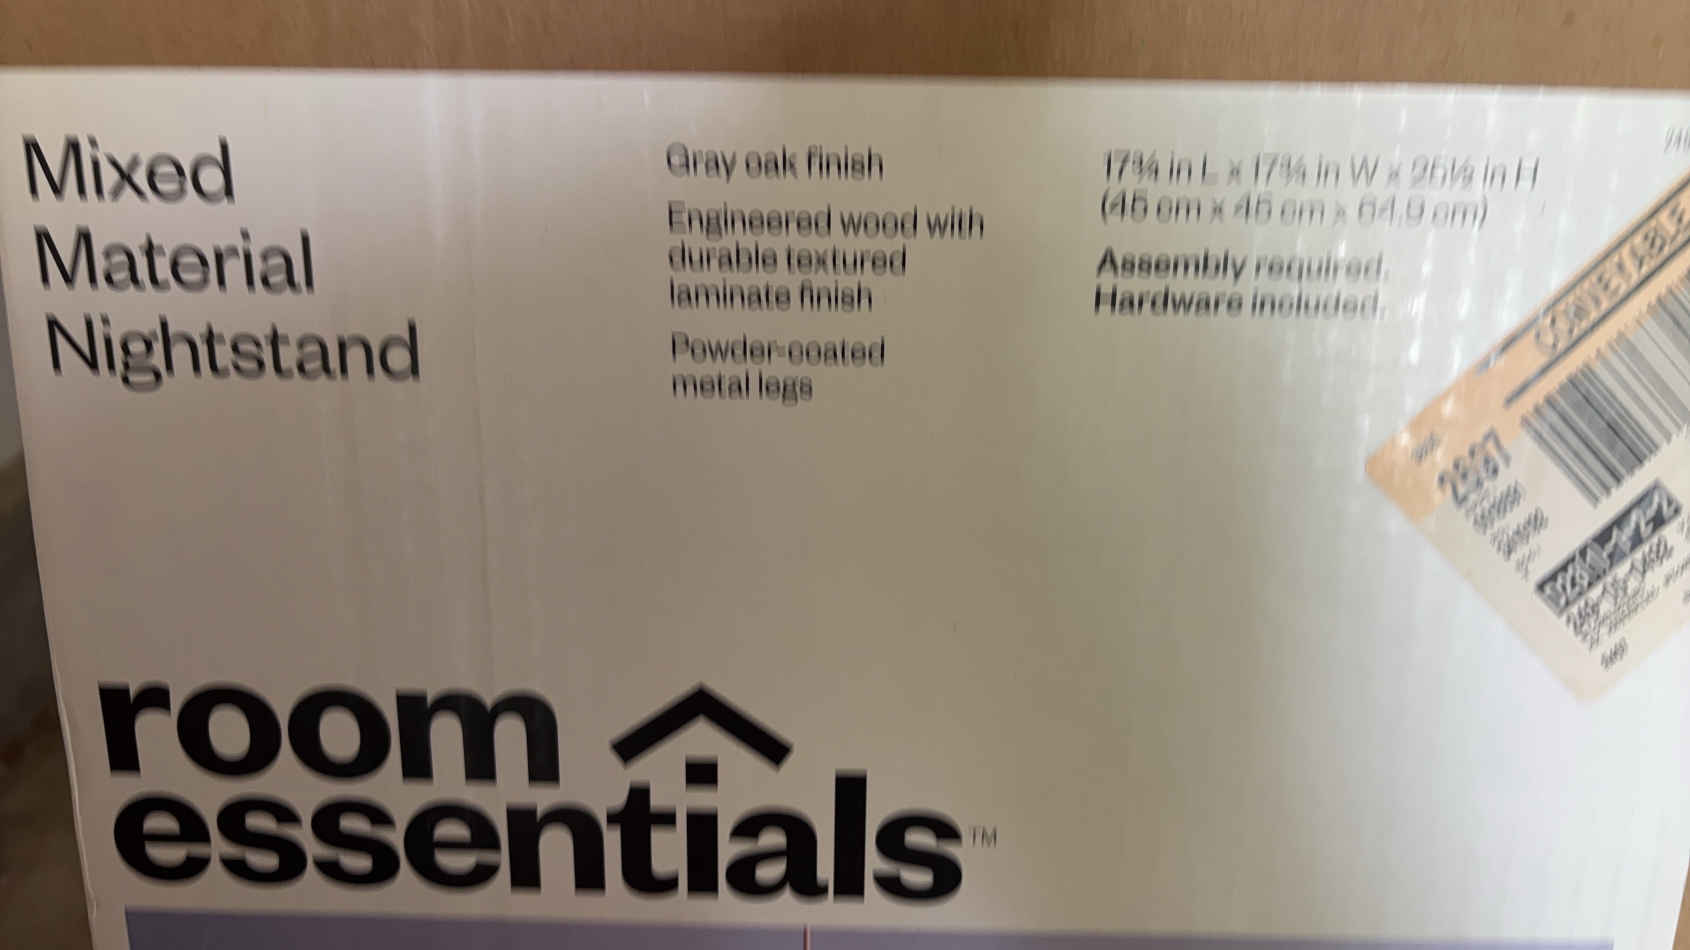 Mixed
Material
Nightstand
Gray oak finish
Engineered wood with
durable textured
laminate finish
Powder-coated
metal legs
17¾ in L x 17¾ in W x 25½ in H
(45 cm x 45 cm x 64.9 cm)
Assembly required.
Hardware included.
CONVEYABLE
2897
room
essentials™